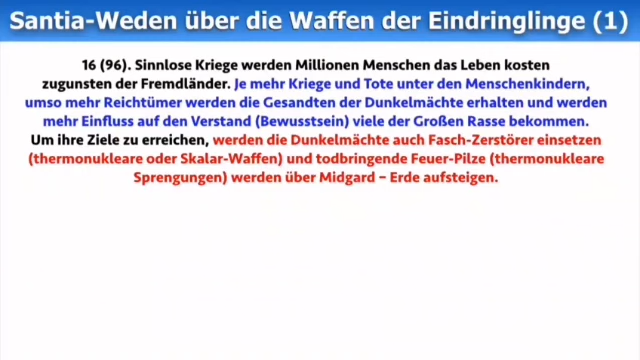 Santia-Weden über die Waffen der Eindringlinge (1)
16 (96). Sinnlose Kriege werden Millionen Menschen das Leben kosten
zugunsten der Fremdländer. Je mehr Kriege und Tote unter den Menschenkindern,
umso mehr Reichtümer werden die Gesandten der Dunkelmächte erhalten und werden
mehr Einfluss auf den Verstand (Bewusstsein) viele der Großen Rasse bekommen.
Um ihre Ziele zu erreichen, werden die Dunkelmächte auch Fasch-Zerstörer einsetzen
(thermonukleare oder Skalar-Waffen) und todbringende Feuer-Pilze (thermonukleare
Sprengungen) werden über Midgard – Erde aufsteigen.